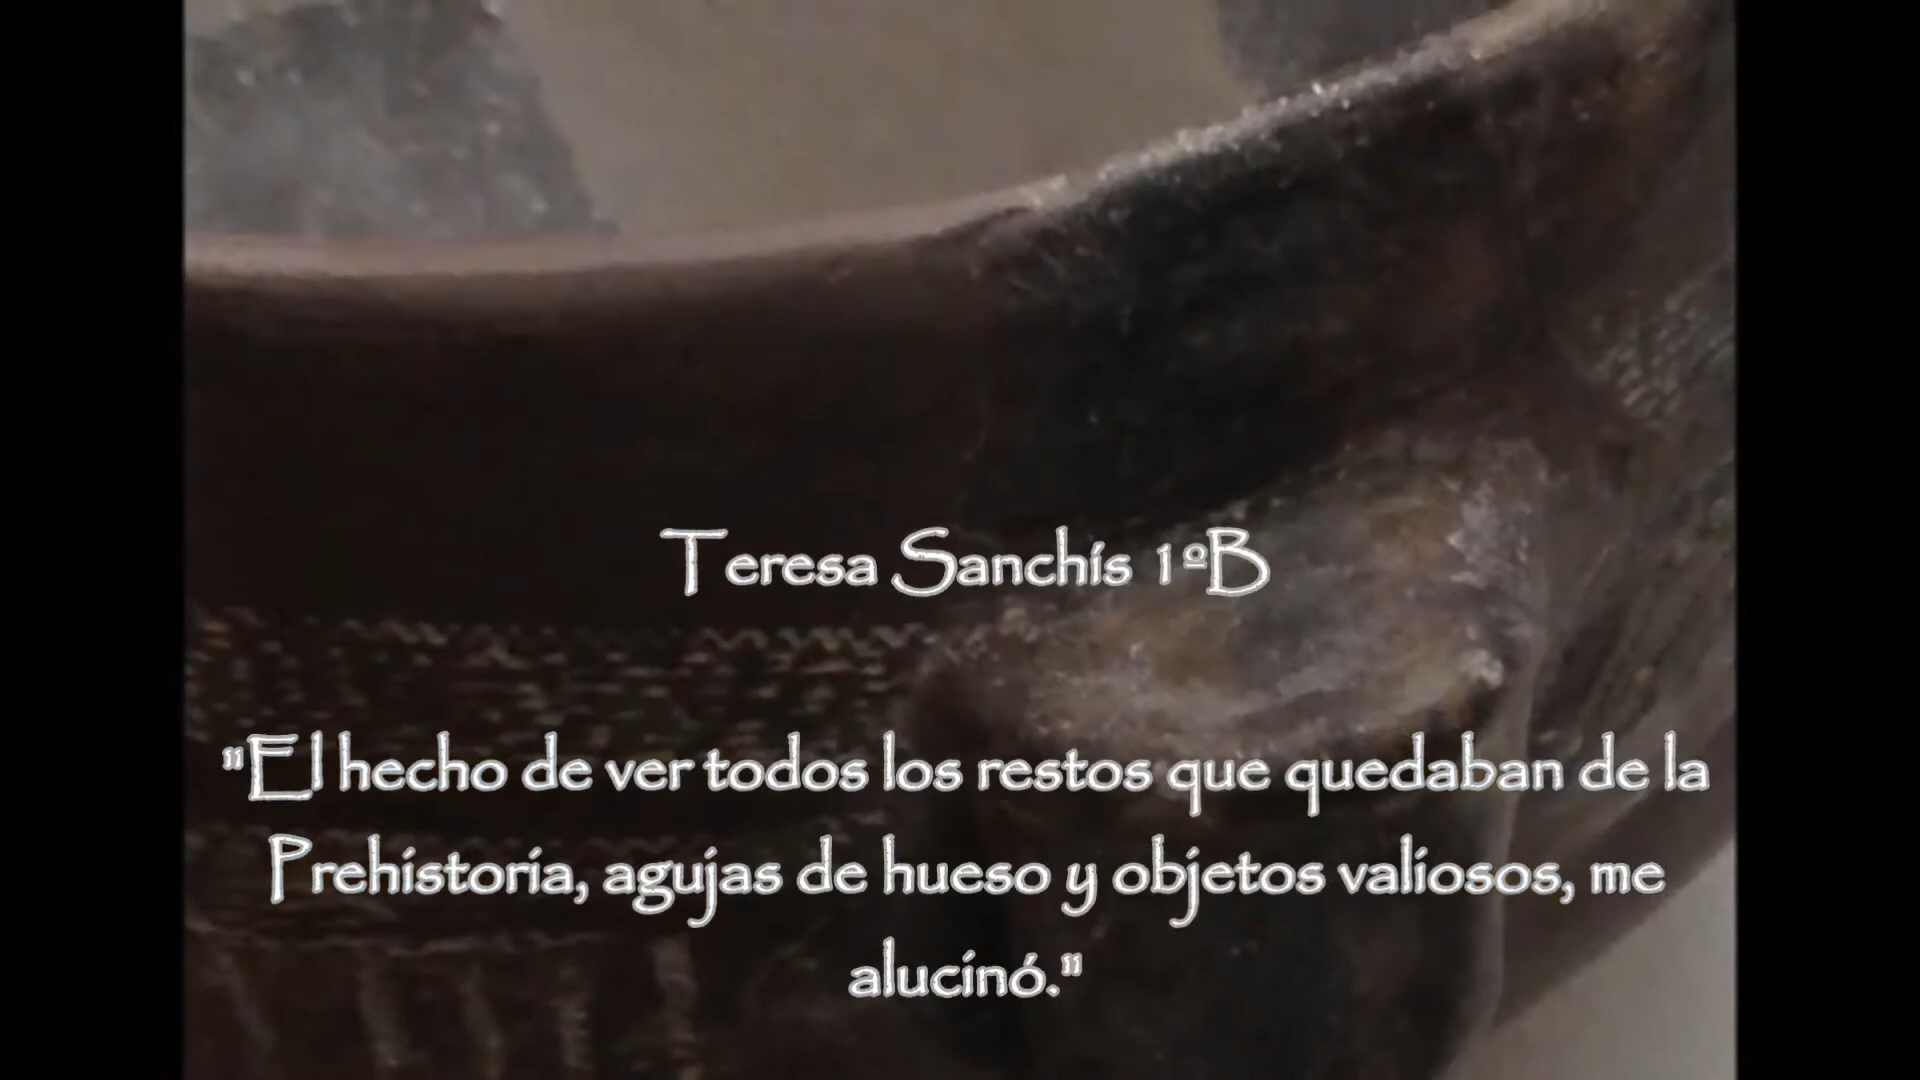 Teresa Sanchís 1ºB
"El hecho de ver todos los restos que quedaban de la
Prehistoria, agujas de hueso y objetos valiosos, me
alucinó."